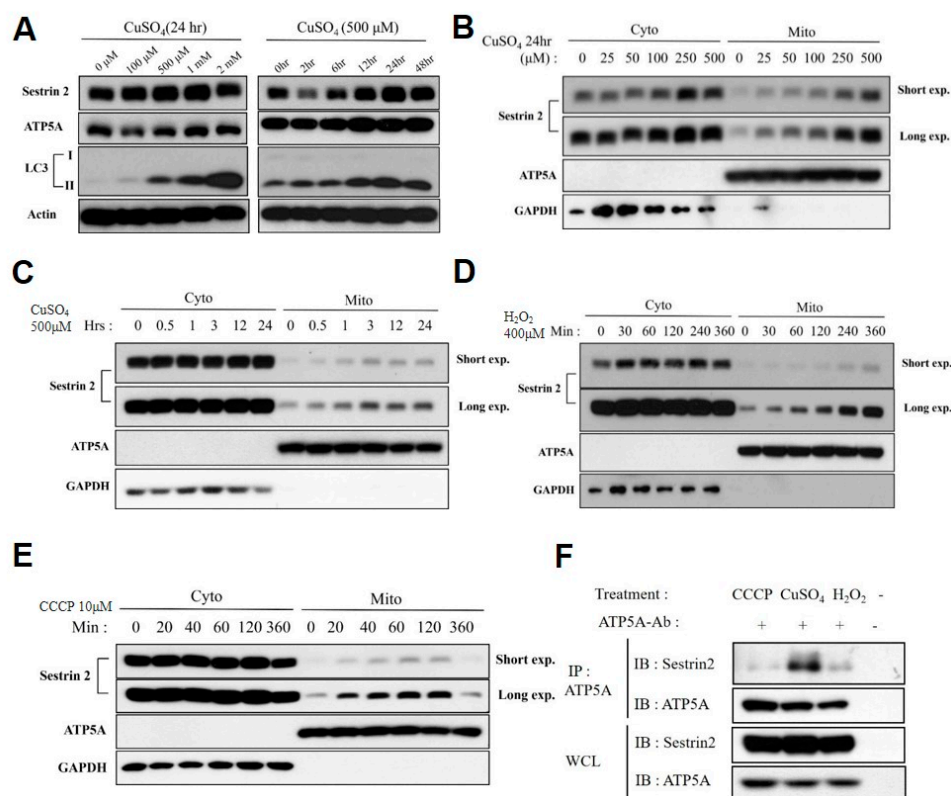 A
CuSO₄(24 hr)
0 μM 100 μM 500 μM 1 mM 2 mM
CuSO₄ (500 μM)
0hr 2hr 6hr 12hr 24hr 48hr
Sestrin 2
ATP5A
LC3
I
II
Actin
B
CuSO₄ 24hr
(μM)
Cyto
Mito
0 25 50 100 250 500 0 25 50 100 250 500
Sestrin 2
Short exp.
Long exp.
ATP5A
GAPDH
C
CuSO₄
500μM
Cyto
Mito
Hrs : 0 0.5 1 3 12 24 0 0.5 1 3 12 24
Sestrin 2
Short exp.
Long exp.
ATP5A
GAPDH
D
H₂O₂
400μM
Cyto
Mito
Min : 0 30 60 120 240 360 0 30 60 120 240 360
Sestrin 2
Short exp.
Long exp.
ATP5A
GAPDH
E
CCCP 10μM
Cyto
Mito
Min : 0 20 40 60 120 360 0 20 40 60 120 360
Sestrin 2
Short exp.
Long exp.
ATP5A
GAPDH
F
Treatment : CCCP CuSO₄ H₂O₂ -
ATP5A-Ab : + + + -
IP :
ATP5A
IB : Sestrin2
IB : ATP5A
WCL
IB : Sestrin2
IB : ATP5A